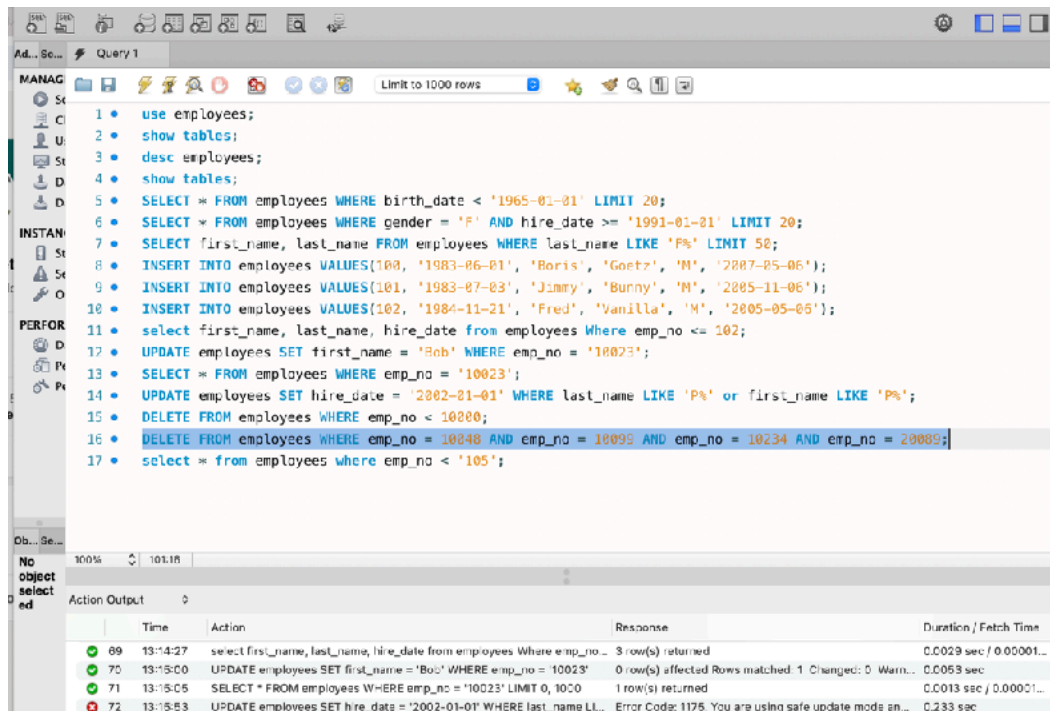 Ad... Sc... Query 1
MANAG
Limit to 1000 rows
Sc
Cl
U
St
D
D
INSTAN
St
Se
O
PERFOR
D
Pe
Pe
1 use employees;
2 show tables;
3 desc employees;
4 show tables;
5 SELECT * FROM employees WHERE birth_date < '1965-01-01' LIMIT 20;
6 SELECT * FROM employees WHERE gender = 'F' AND hire_date >= '1991-01-01' LIMIT 20;
7 SELECT first_name, last_name FROM employees WHERE last_name LIKE 'P%' LIMIT 50;
8 INSERT INTO employees VALUES(100, '1983-06-01', 'Boris', 'Goetz', 'M', '2007-05-06');
9 INSERT INTO employees VALUES(101, '1983-07-03', 'Jimmy', 'Bunny', 'M', '2005-11-06');
10 INSERT INTO employees VALUES(102, '1984-11-21', 'Fred', 'Vanilla', 'M', '2005-05-06');
11 select first_name, last_name, hire_date from employees Where emp_no <= 102;
12 UPDATE employees SET first_name = 'Bob' WHERE emp_no = '10023';
13 SELECT * FROM employees WHERE emp_no = '10023';
14 UPDATE employees SET hire_date = '2002-01-01' WHERE last_name LIKE 'P%' or first_name LIKE 'P%';
15 DELETE FROM employees WHERE emp_no < 10000;
16 DELETE FROM employees WHERE emp_no = 10048 AND emp_no = 10099 AND emp_no = 10234 AND emp_no = 20089;
17 select * from employees where emp_no < '105';
Ob... Se...
No object selected
100% 101:16
Action Output
Time Action Response Duration / Fetch Time
69 13:14:27 select first_name, last_name, hire_date from employees Where emp_no... 3 row(s) returned 0.0029 sec / 0.00001...
70 13:15:00 UPDATE employees SET first_name = 'Bob' WHERE emp_no = '10023' 0 row(s) affected Rows matched: 1 Changed: 0 Warn... 0.0053 sec
71 13:15:05 SELECT * FROM employees WHERE emp_no = '10023' LIMIT 0, 1000 1 row(s) returned 0.0013 sec / 0.00001...
72 13:15:53 UPDATE employees SET hire_date = '2002-01-01' WHERE last_name LI... Error Code: 1175. You are using safe update mode an... 0.233 sec